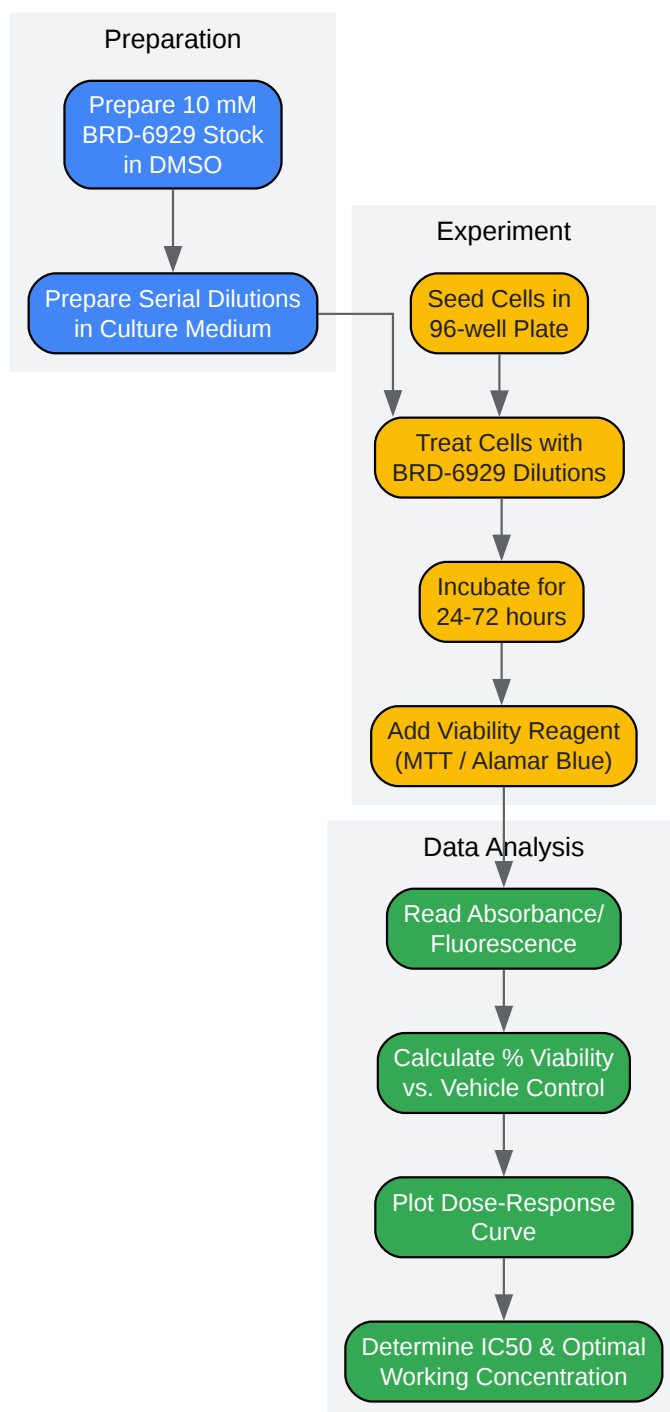 Preparation
Prepare 10 mM
BRD-6929 Stock
in DMSO
Prepare Serial Dilutions
in Culture Medium
Experiment
Seed Cells in
96-well Plate
Treat Cells with
BRD-6929 Dilutions
Incubate for
24-72 hours
Add Viability Reagent
(MTT / Alamar Blue)
Data Analysis
Read Absorbance/
Fluorescence
Calculate % Viability
vs. Vehicle Control
Plot Dose-Response
Curve
Determine IC50 & Optimal
Working Concentration